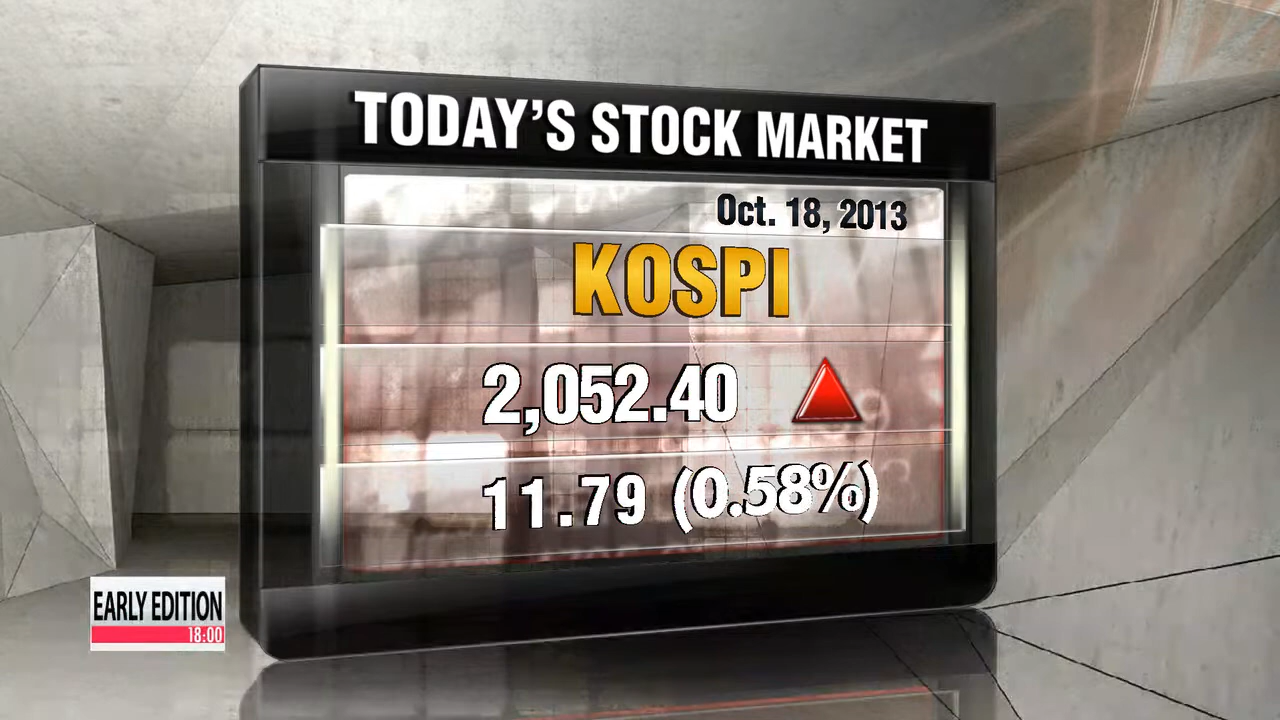 TODAY'S STOCK MARKET
Oct. 18, 2013
KOSPI
2,052.40
11.79 (0.58%)
EARLY EDITION
18:00